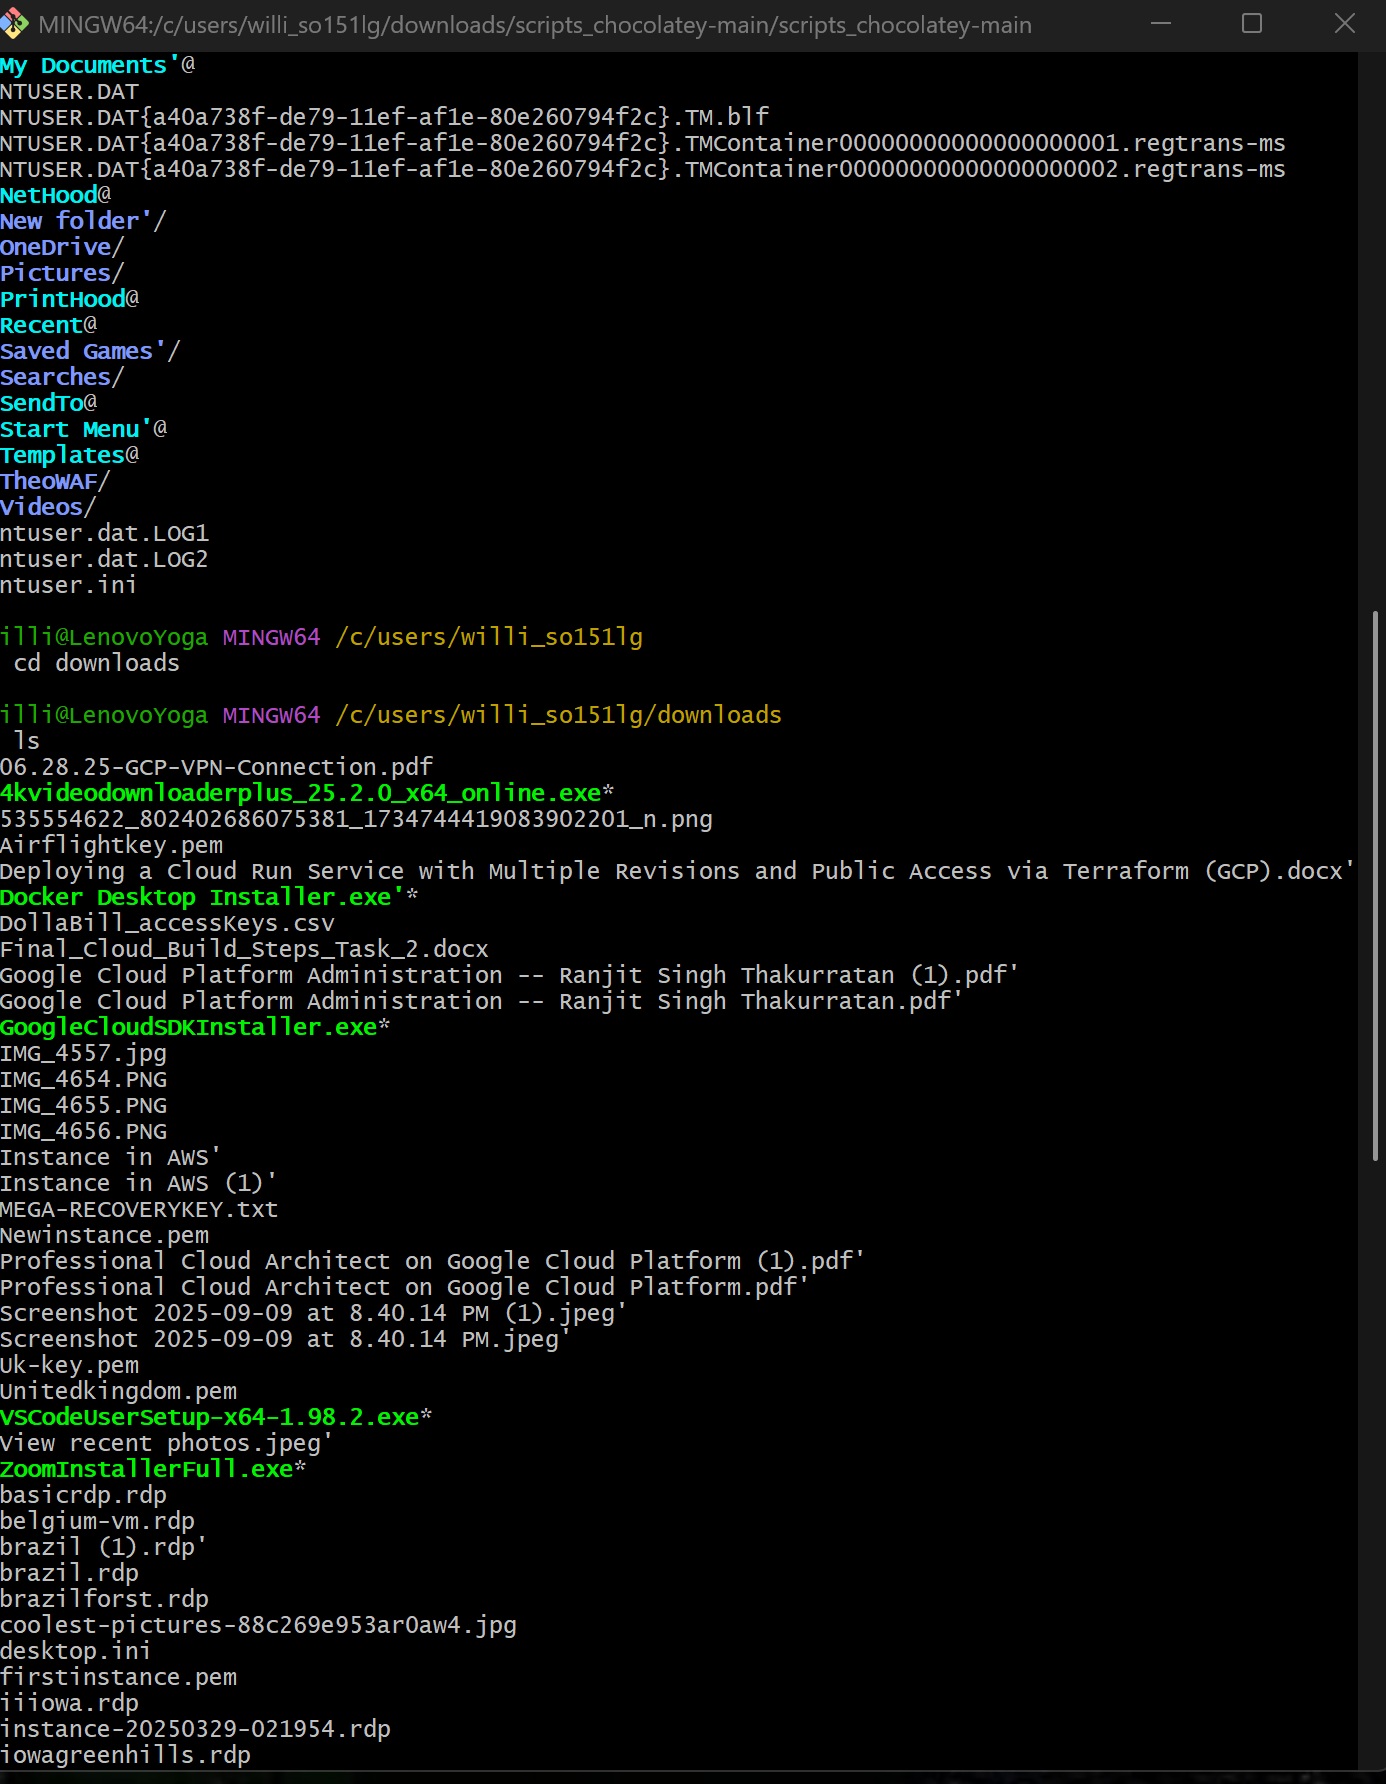 MINGW64:/c/users/willi_so151lg/downloads/scripts_chocolatey-main/scripts_chocolatey-main
My Documents'@
NTUSER.DAT
NTUSER.DAT{a40a738f-de79-11ef-af1e-80e260794f2c}.TM.blf
NTUSER.DAT{a40a738f-de79-11ef-af1e-80e260794f2c}.TMContainer00000000000000000001.regtrans-ms
NTUSER.DAT{a40a738f-de79-11ef-af1e-80e260794f2c}.TMContainer00000000000000000002.regtrans-ms
NetHood@
New folder'/
OneDrive/
Pictures/
PrintHood@
Recent@
Saved Games'/
Searches/
SendTo@
Start Menu'@
Templates@
TheoWAF/
Videos/
ntuser.dat.LOG1
ntuser.dat.LOG2
ntuser.ini
illi@LenovoYoga MINGW64 /c/users/willi_so151lg
cd downloads
illi@LenovoYoga MINGW64 /c/users/willi_so151lg/downloads
ls
06.28.25-GCP-VPN-Connection.pdf
4kvideodownloaderplus_25.2.0_x64_online.exe*
535554622_802402686075381_1734744419083902201_n.png
Airflightkey.pem
Deploying a Cloud Run Service with Multiple Revisions and Public Access via Terraform (GCP).docx'
Docker Desktop Installer.exe'*
DollaBill_accessKeys.csv
Final_Cloud_Build_Steps_Task_2.docx
Google Cloud Platform Administration -- Ranjit Singh Thakurratan (1).pdf'
Google Cloud Platform Administration -- Ranjit Singh Thakurratan.pdf'
GoogleCloudSDKInstaller.exe*
IMG_4557.jpg
IMG_4654.PNG
IMG_4655.PNG
IMG_4656.PNG
Instance in AWS'
Instance in AWS (1)'
MEGA-RECOVERYKEY.txt
Newinstance.pem
Professional Cloud Architect on Google Cloud Platform (1).pdf'
Professional Cloud Architect on Google Cloud Platform.pdf'
Screenshot 2025-09-09 at 8.40.14 PM (1).jpeg'
Screenshot 2025-09-09 at 8.40.14 PM.jpeg'
Uk-key.pem
Unitedkingdom.pem
VSCodeUserSetup-x64-1.98.2.exe*
View recent photos.jpeg'
ZoomInstallerFull.exe*
basicrdp.rdp
belgium-vm.rdp
brazil (1).rdp'
brazil.rdp
brazilforst.rdp
coolest-pictures-88c269e953ar0aw4.jpg
desktop.ini
firstinstance.pem
iiiowa.rdp
instance-20250329-021954.rdp
iowagreenhills.rdp